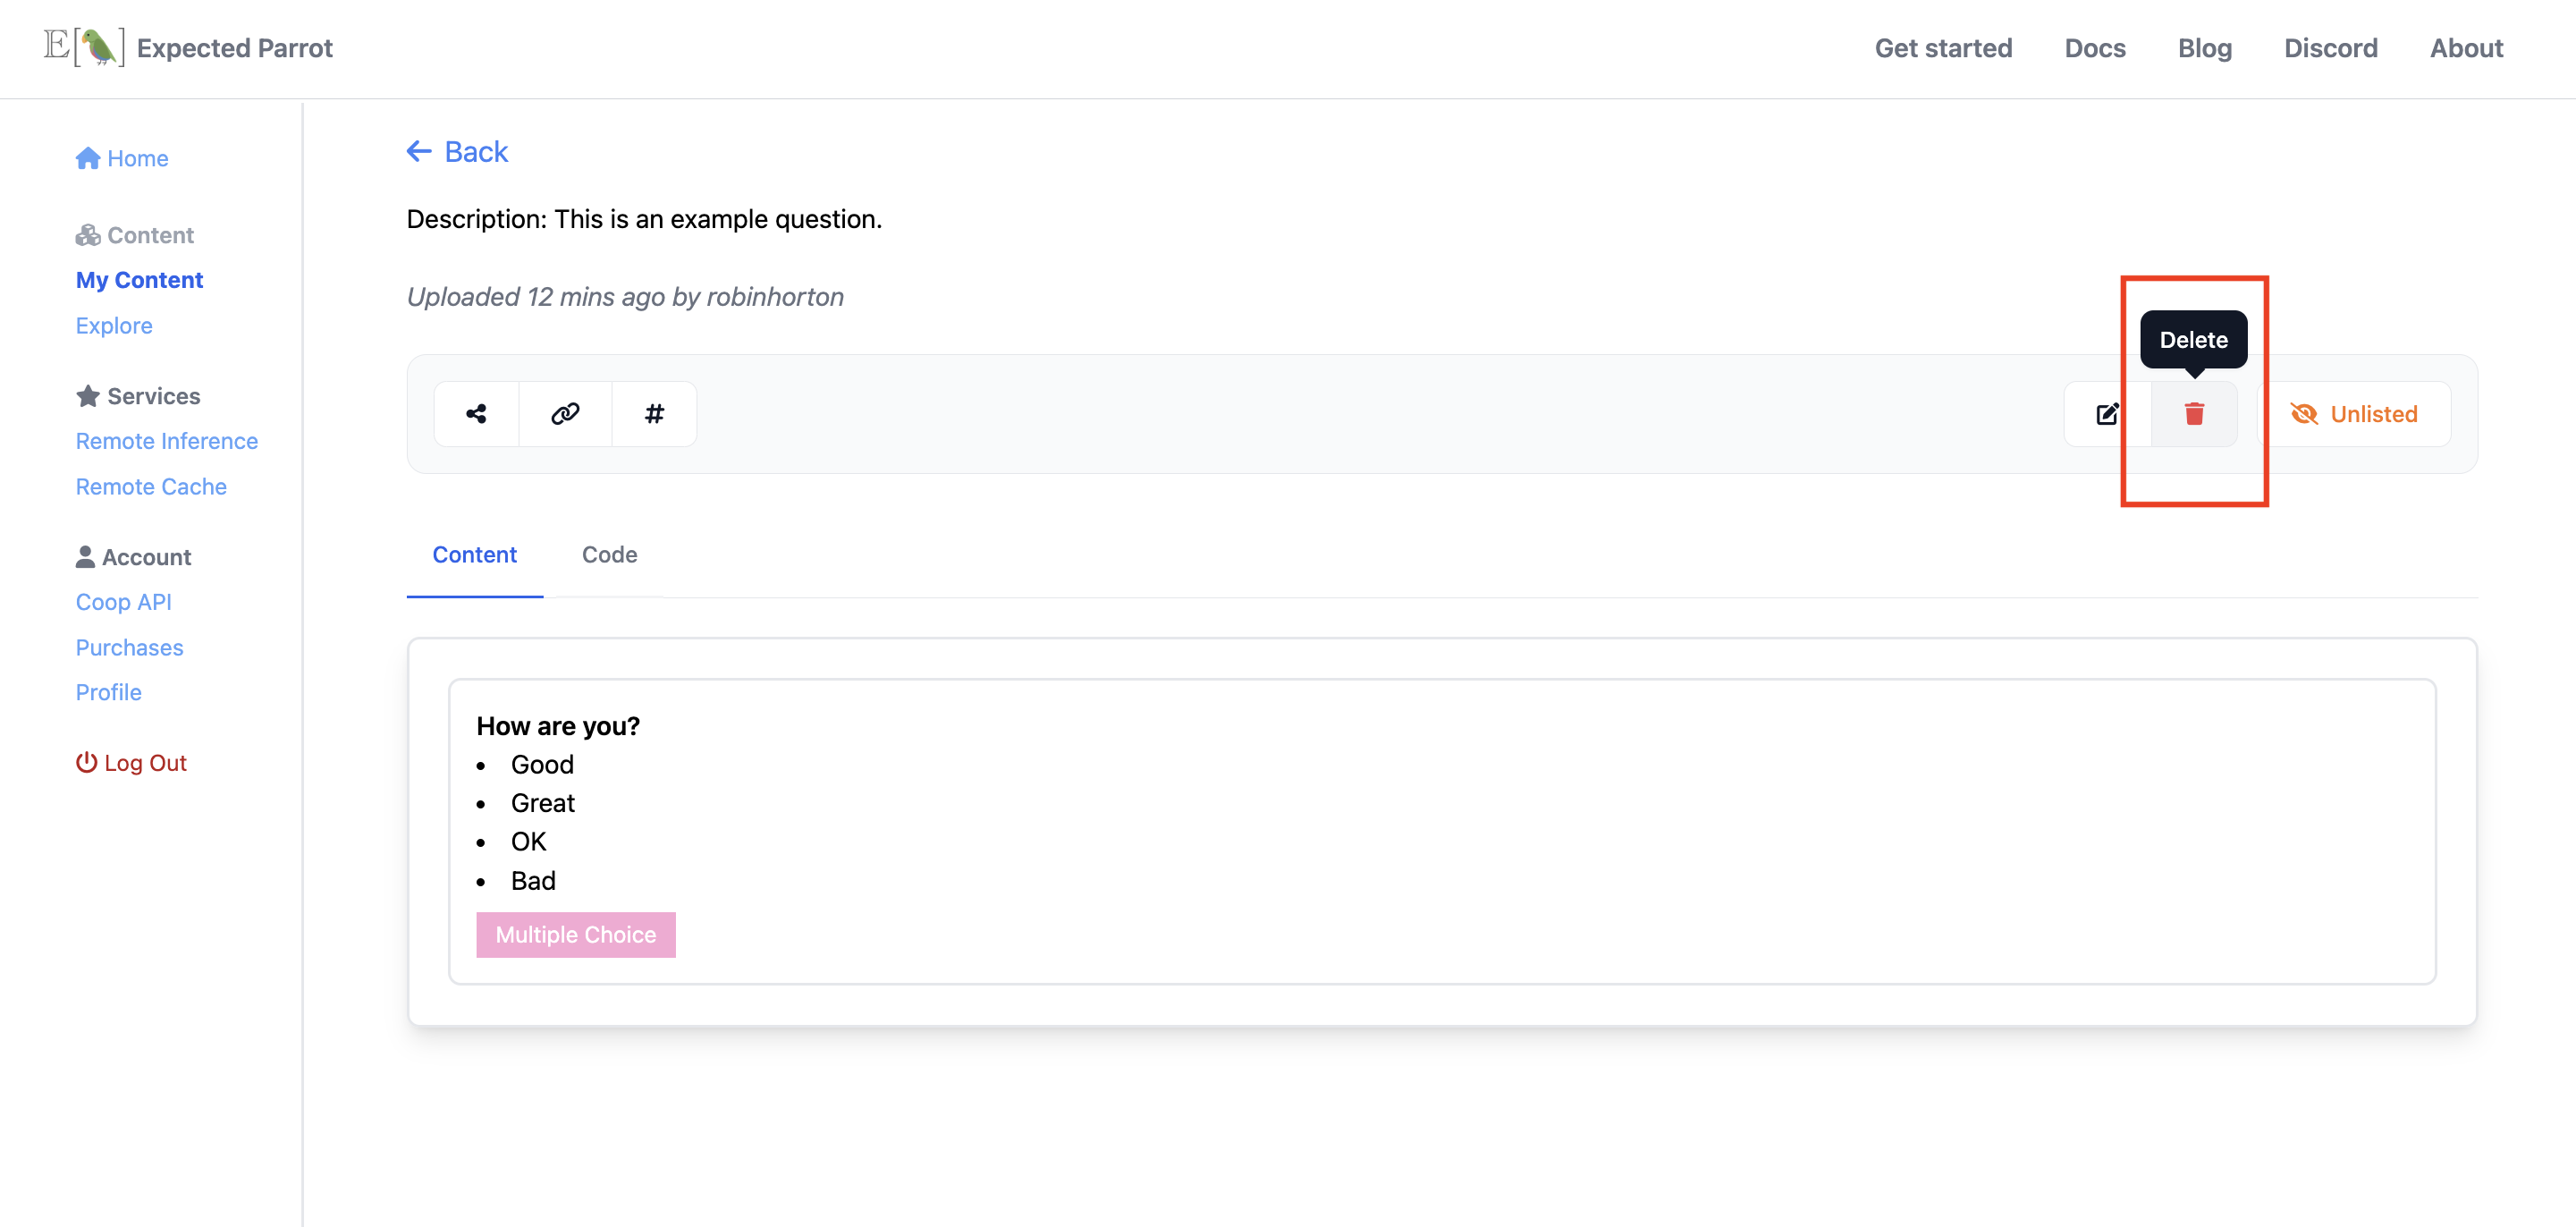 E[ ] Expected Parrot
Get started
Docs
Blog
Discord
About
Home
Content
My Content
Explore
Services
Remote Inference
Remote Cache
Account
Coop API
Purchases
Profile
Log Out
Back
Description: This is an example question.
Uploaded 12 mins ago by robinhorton
Delete
#
Unlisted
Content
Code
How are you?
• Good
• Great
• OK
• Bad
Multiple Choice